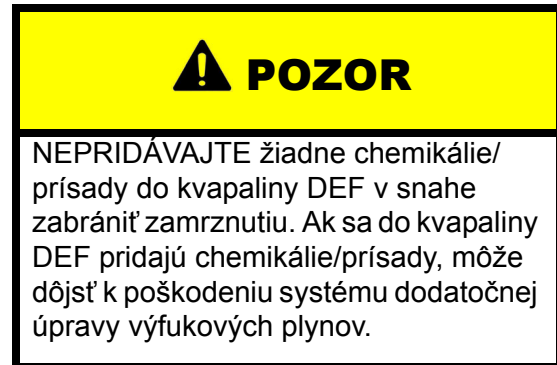 POZOR
NEPRIDÁVAJTE žiadne chemikálie/
prísady do kvapaliny DEF v snahe
zabrániť zamrznutiu. Ak sa do kvapaliny
DEF pridajú chemikálie/prísady, môže
dôjsť k poškodeniu systému dodatočnej
úpravy výfukových plynov.